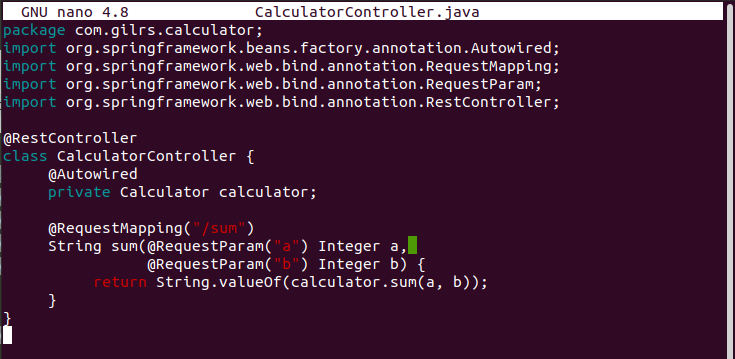 GNU nano 4.8 CalculatorController.java
package com.gilrs.calculator;
import org.springframework.beans.factory.annotation.Autowired;
import org.springframework.web.bind.annotation.RequestMapping;
import org.springframework.web.bind.annotation.RequestParam;
import org.springframework.web.bind.annotation.RestController;

@RestController
class CalculatorController {
     @Autowired
     private Calculator calculator;

     @RequestMapping("/sum")
     String sum(@RequestParam("a") Integer a,
                @RequestParam("b") Integer b) {
          return String.valueOf(calculator.sum(a, b));
     }
}